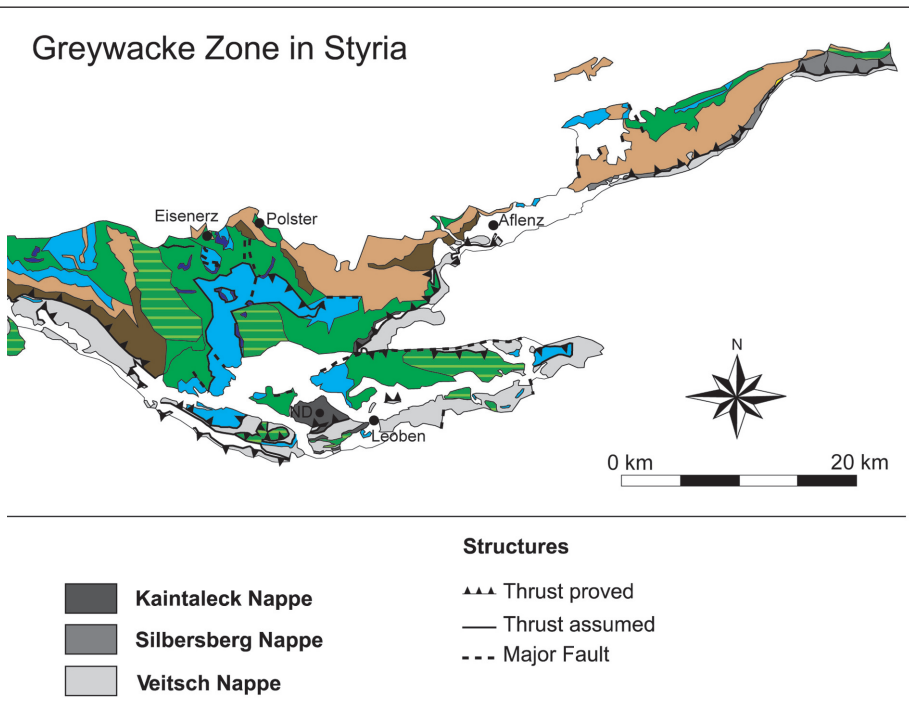 Greywacke Zone in Styria
Eisenerz
Polster
Aflenz
ND
Leoben
N
0 km
20 km
Kaintaleck Nappe
Silbersberg Nappe
Veitsch Nappe
Structures
Thrust proved
Thrust assumed
Major Fault